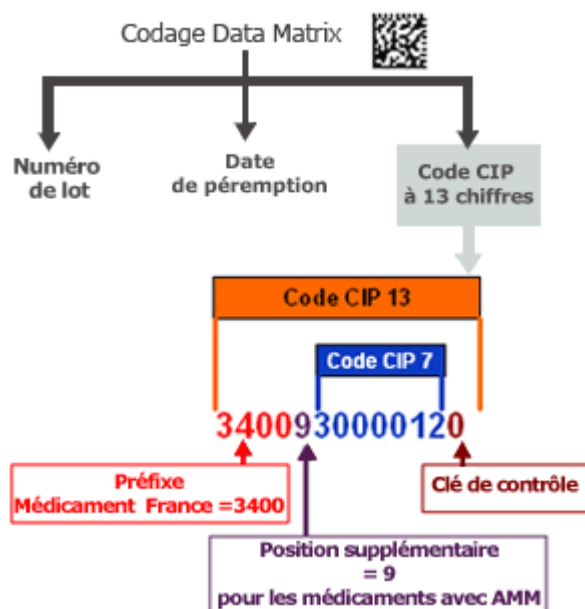 Codage Data Matrix
Numéro
de lot
Date
de péremption
Code CIP
à 13 chiffres
Code CIP 13
Code CIP 7
3400930000120
Préfixe
Médicament France =3400
Clé de contrôle
Position supplémentaire
= 9
pour les médicaments avec AMM